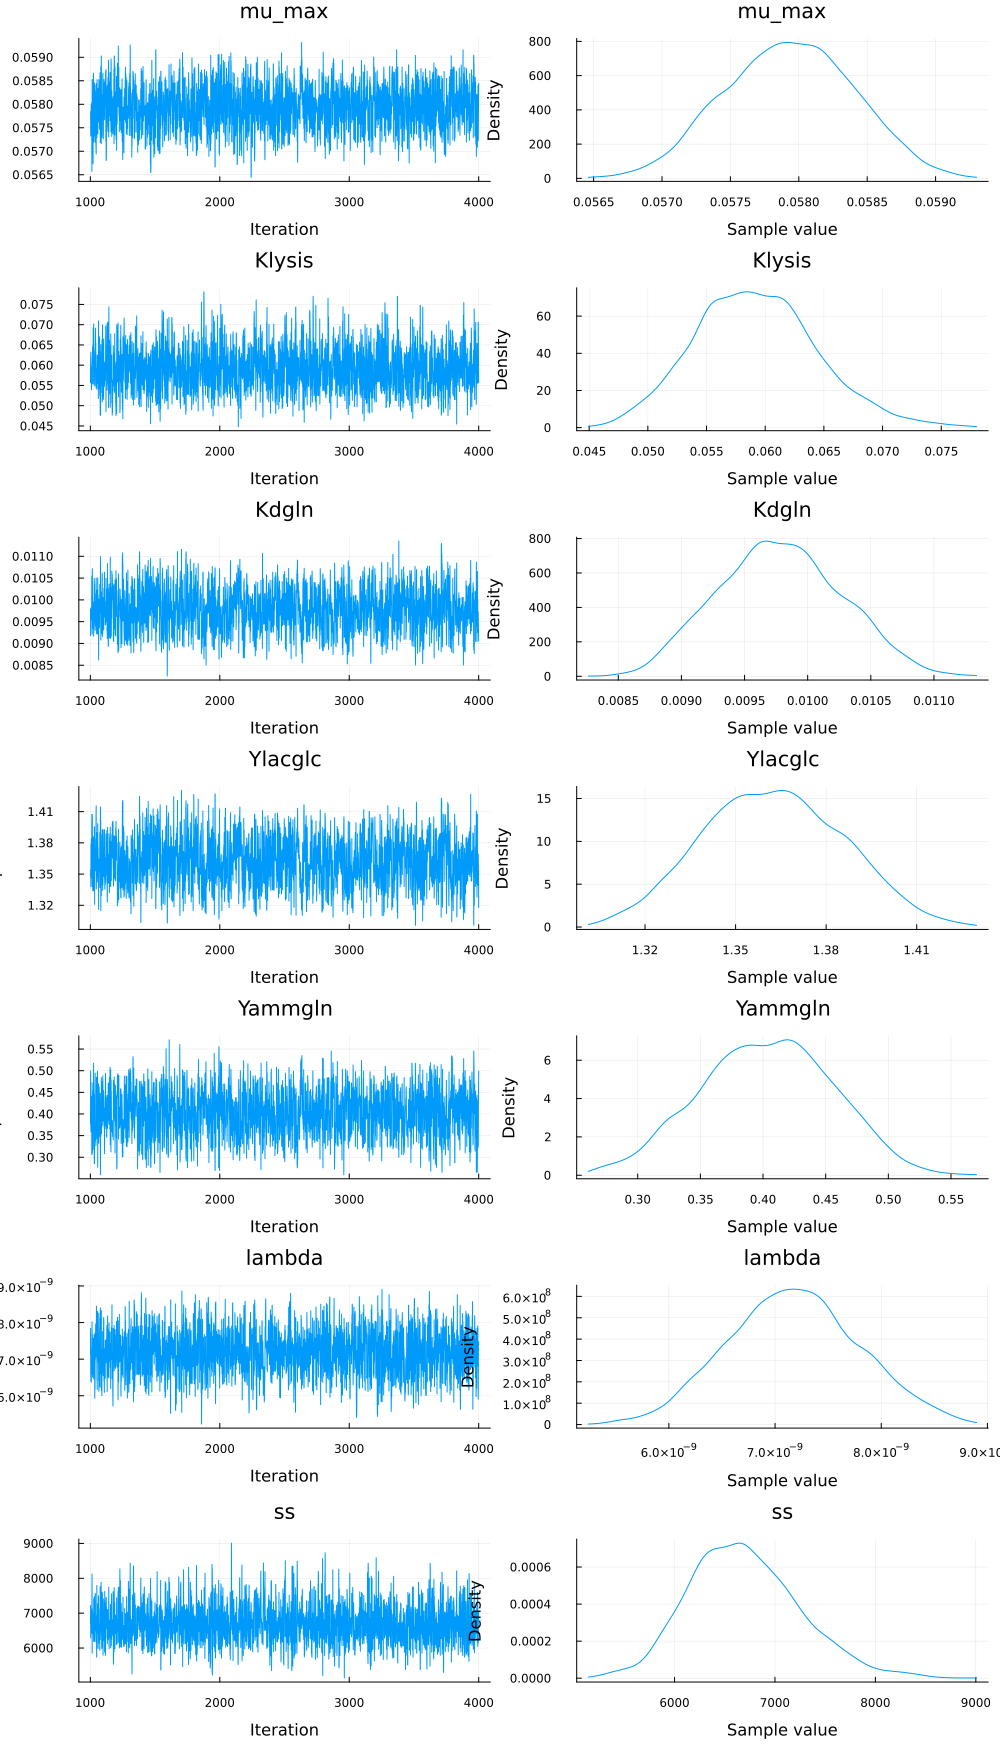 mu_max mu_max
0.0590
0.0585
0.0580
0.0575
0.0570
0.0565
1000 2000 3000 4000
Iteration
Density
800
600
400
200
0
0.0565 0.0570 0.0575 0.0580 0.0585 0.0590
Sample value
Klysis Klysis
0.075
0.070
0.065
0.060
0.055
0.050
0.045
1000 2000 3000 4000
Iteration
Density
60
40
20
0
0.045 0.050 0.055 0.060 0.065 0.070 0.075
Sample value
Kdgln Kdgln
0.0110
0.0105
0.0100
0.0095
0.0090
0.0085
1000 2000 3000 4000
Iteration
Density
800
600
400
200
0
0.0085 0.0090 0.0095 0.0100 0.0105 0.0110
Sample value
Ylacglc Ylacglc
1.41
1.38
1.35
1.32
1000 2000 3000 4000
Iteration
Density
15
10
5
0
1.32 1.35 1.38 1.41
Sample value
Yammgln Yammgln
0.55
0.50
0.45
0.40
0.35
0.30
1000 2000 3000 4000
Iteration
Density
6
4
2
0
0.30 0.35 0.40 0.45 0.50 0.55
Sample value
lambda lambda
9.0×10⁻⁹
8.0×10⁻⁹
7.0×10⁻⁹
6.0×10⁻⁹
1000 2000 3000 4000
Iteration
Density
6.0×10⁸
5.0×10⁸
4.0×10⁸
3.0×10⁸
2.0×10⁸
1.0×10⁸
0
6.0×10⁻⁹ 7.0×10⁻⁹ 8.0×10⁻⁹ 9.0×1
Sample value
ss ss
9000
8000
7000
6000
1000 2000 3000 4000
Iteration
Density
0.0006
0.0004
0.0002
0.0000
6000 7000 8000 9000
Sample value